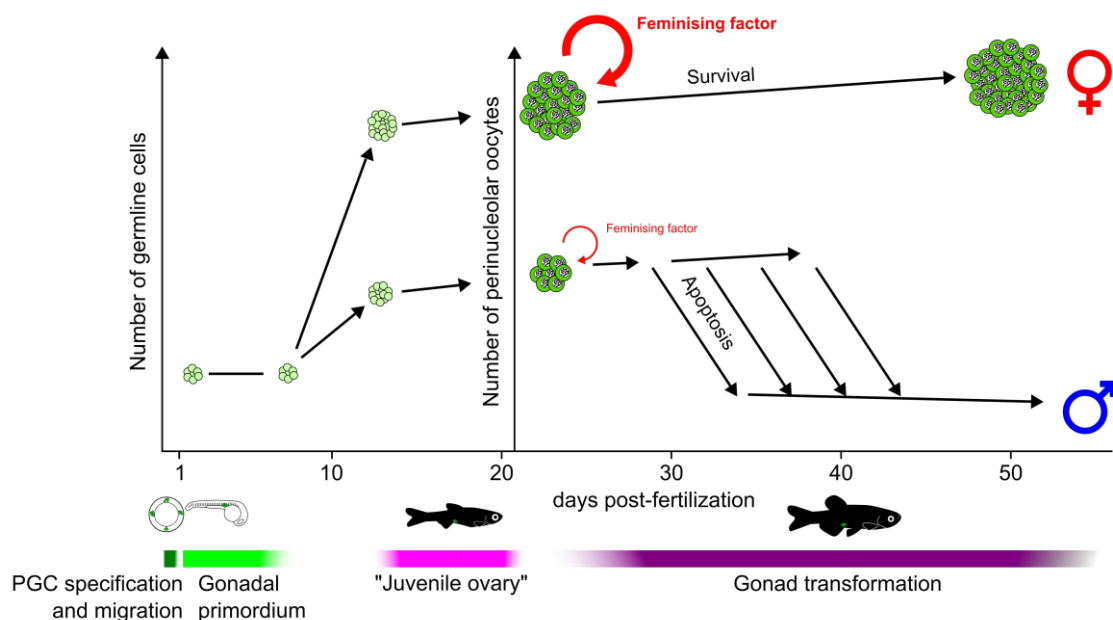 Feminising factor
Survival
Number of germline cells
Number of perinucleolar oocytes
Feminising factor
Apoptosis
1
10
20
30
40
50
days post-fertilization
PGC specification
and migration
Gonadal
primordium
"Juvenile ovary"
Gonad transformation